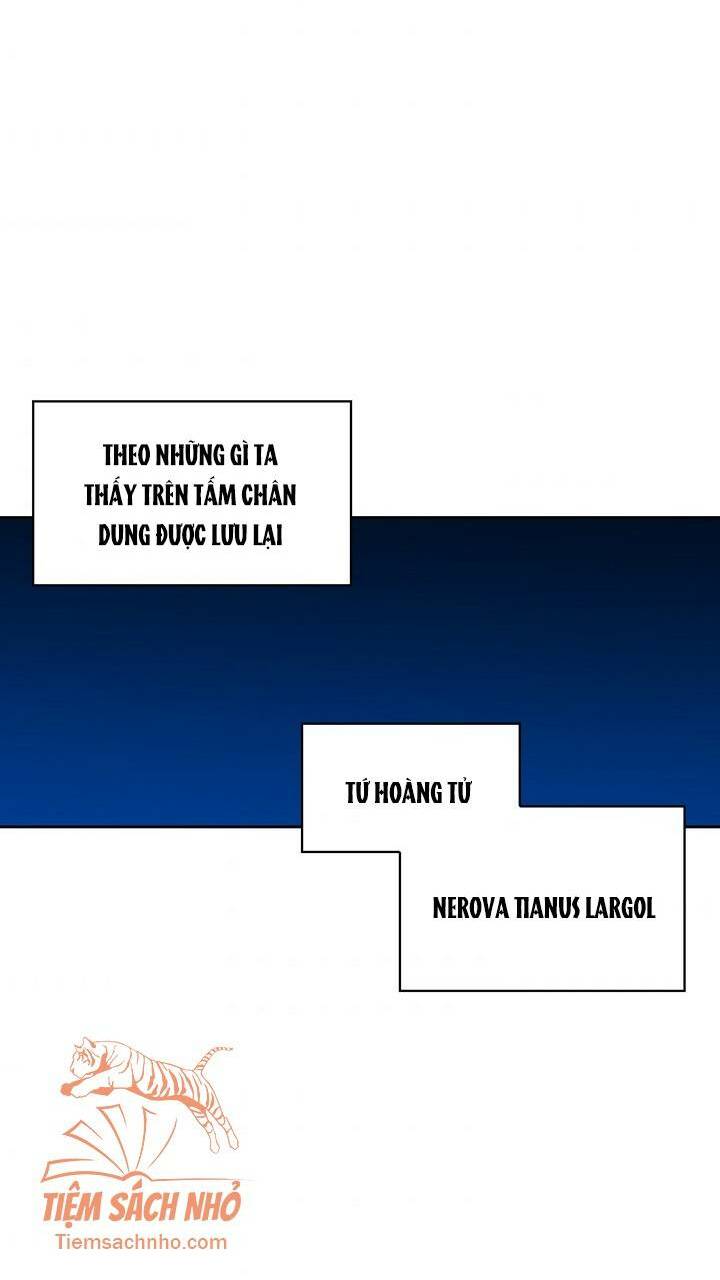 THEO NHỮNG GÌ TA
THẤY TRÊN TẤM CHÂN
DUNG ĐƯỢC LƯU LẠI
TỨ HOÀNG TỬ
NEROVA TIANUS LARGOL
TIỆM SÁCH NHỎ
Tiemsachnho.com